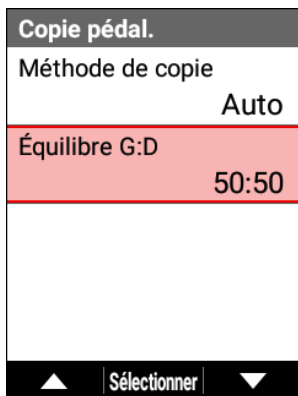 Copie pédal.
Méthode de copie
Auto
Équilibre G:D
50:50
Sélectionner